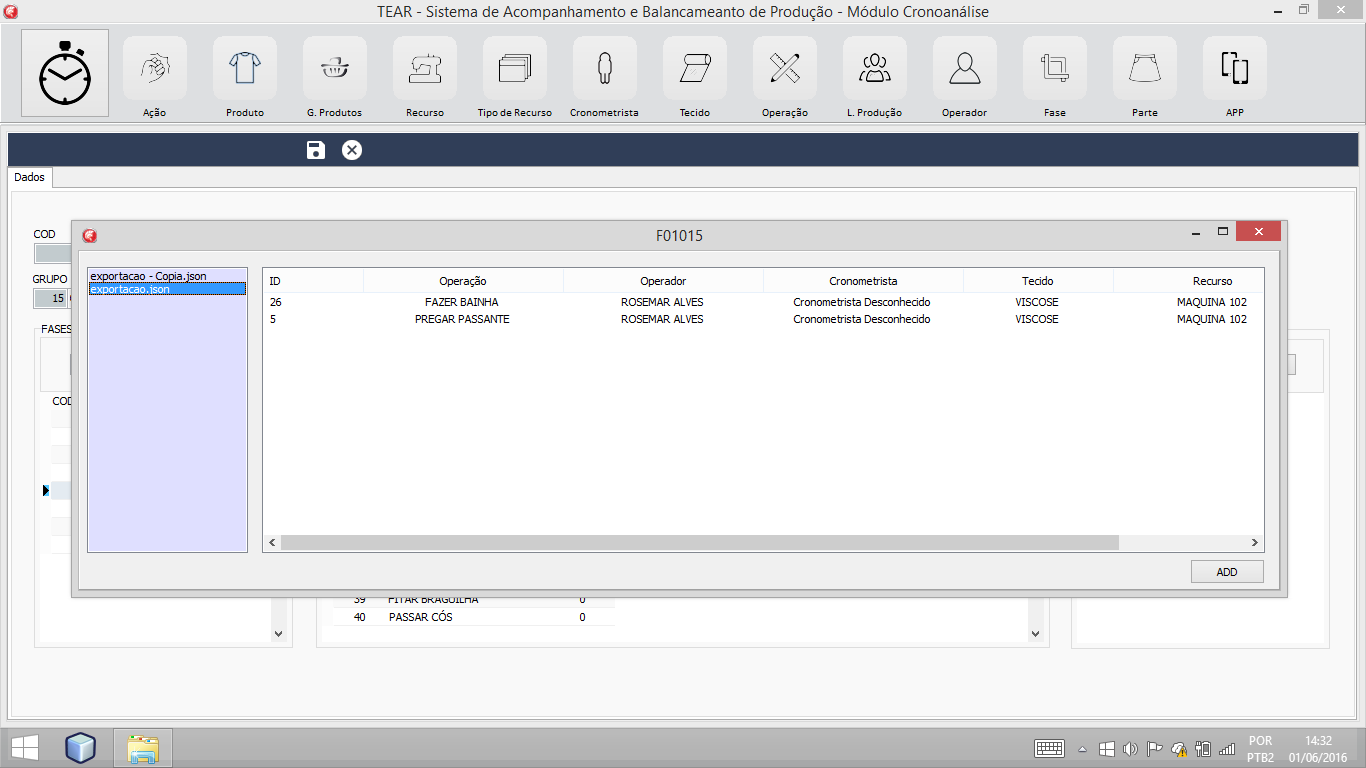 TEAR - Sistema de Acompanhamento e Balancameanto de Produção - Módulo Cronoanálise
Ação Produto G. Produtos Recurso Tipo de Recurso Cronometrista Tecido Operação L. Produção Operador Fase Parte APP
Dados
COD
F01015
GRUPO
15
FASES
COD
exportacao - Copia.json
exportacao.json
ID Operação Operador Cronometrista Tecido Recurso
26 FAZER BAINHA ROSEMAR ALVES Cronometrista Desconhecido VISCOSE MAQUINA 102
5 PREGAR PASSANTE ROSEMAR ALVES Cronometrista Desconhecido VISCOSE MAQUINA 102
ADD
39 FITAR BRAGUILHA 0
40 PASSAR CÓS 0
POR 14:32
PTB2 01/06/2016